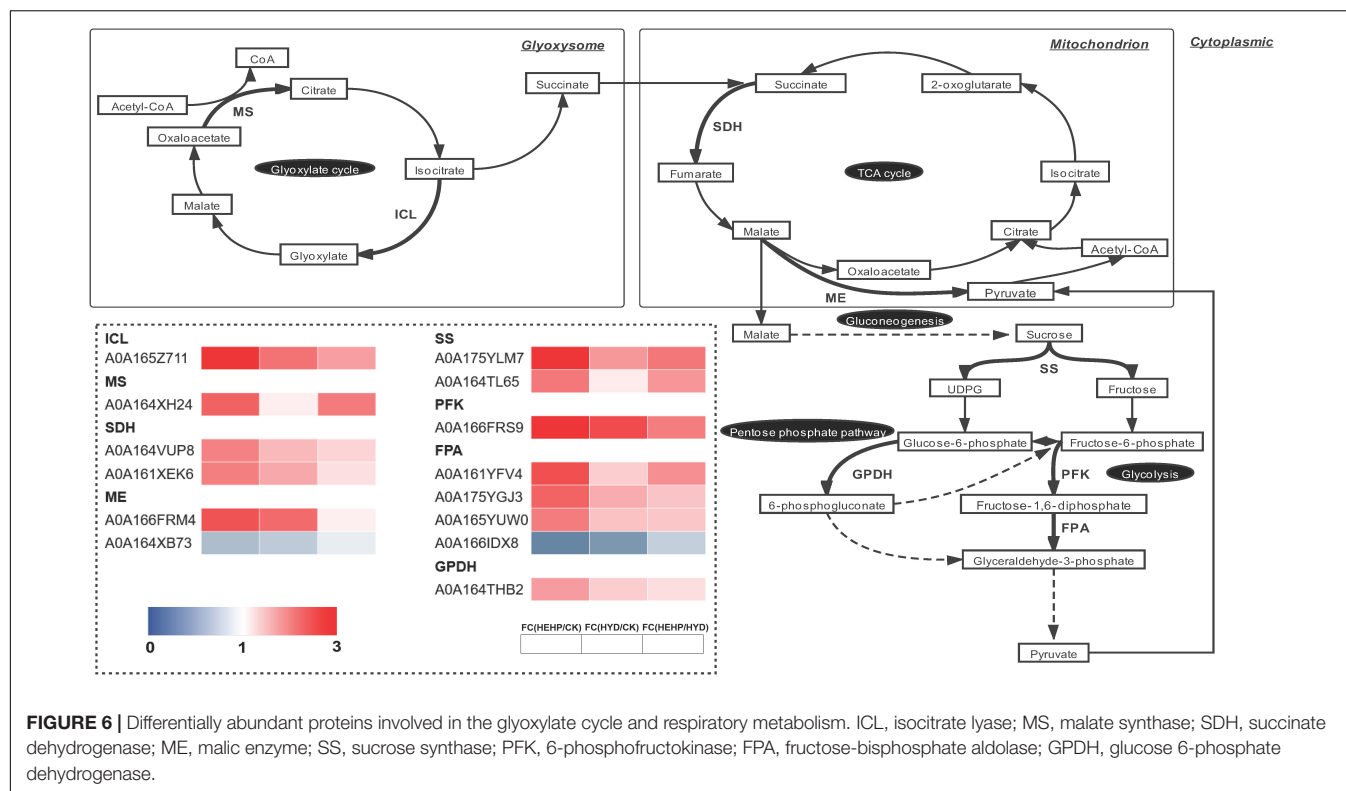 Glyoxysome
Mitochondrion
Cytoplasmic
CoA
Acetyl-CoA
MS
Citrate
Oxaloacetate
Glyoxylate cycle
Isocitrate
Malate
ICL
Glyoxylate
Succinate
Succinate
2-oxoglutarate
SDH
Fumarate
TCA cycle
Isocitrate
Malate
Citrate
Acetyl-CoA
Oxaloacetate
ME
Pyruvate
Gluconeogenesis
Malate
Sucrose
SS
UDPG
Fructose
Pentose phosphate pathway
Glucose-6-phosphate
Fructose-6-phosphate
GPDH
PFK
Glycolysis
6-phosphogluconate
Fructose-1,6-diphosphate
FPA
Glyceraldehyde-3-phosphate
Pyruvate
ICL
A0A165Z711
MS
A0A164XH24
SDH
A0A164VUP8
A0A161XEK6
ME
A0A166FRM4
A0A164XB73
SS
A0A175YLM7
A0A164TL65
PFK
A0A166FRS9
FPA
A0A161YFV4
A0A175YGJ3
A0A165YUW0
A0A166IDX8
GPDH
A0A164THB2
0 1 3
FC(HEHP/CK) FC(HYD/CK) FC(HEHP/HYD)
FIGURE 6 | Differentially abundant proteins involved in the glyoxylate cycle and respiratory metabolism. ICL, isocitrate lyase; MS, malate synthase; SDH, succinate
dehydrogenase; ME, malic enzyme; SS, sucrose synthase; PFK, 6-phosphofructokinase; FPA, fructose-bisphosphate aldolase; GPDH, glucose 6-phosphate
dehydrogenase.